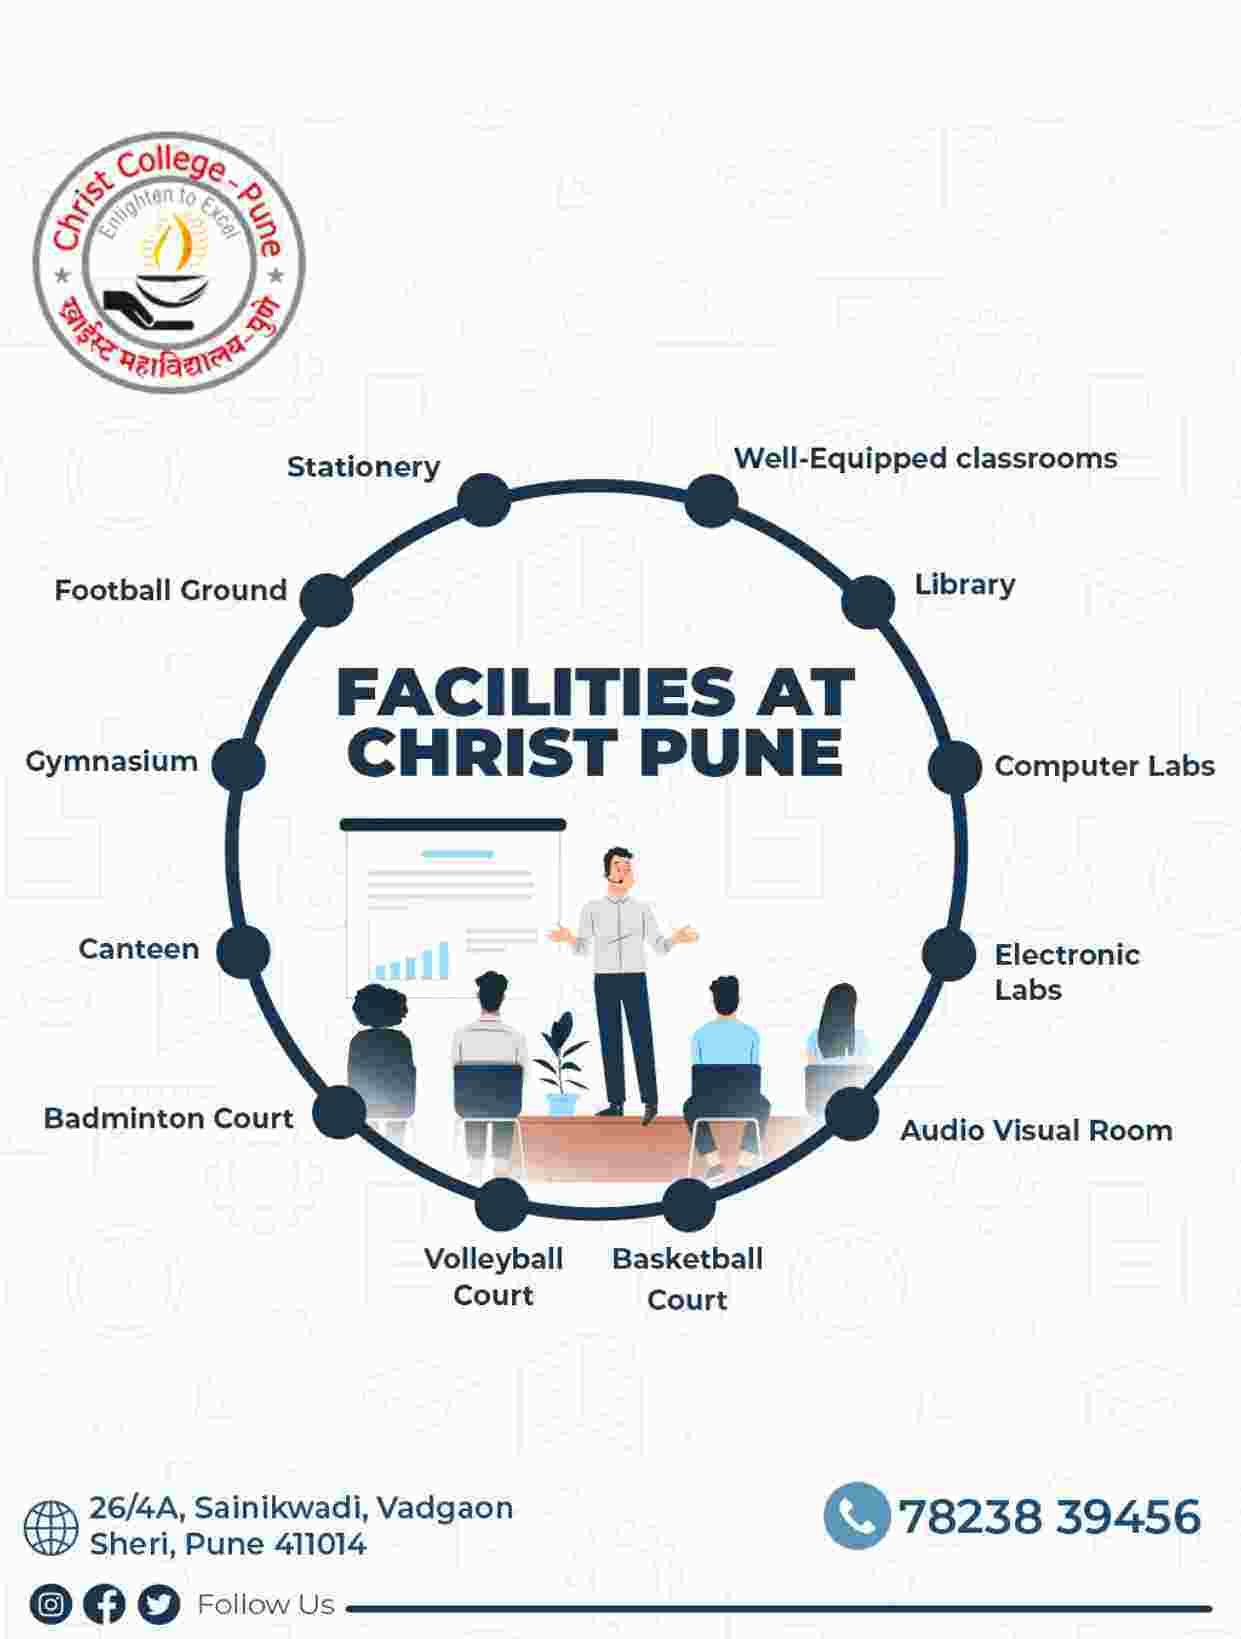 Christ College - Pune
Enlighten to Excel
ख्राईस्ट महाविद्यालय - पुणे
Stationery
Well-Equipped classrooms
Football Ground
Library
FACILITIES AT
CHRIST PUNE
Gymnasium
Computer Labs
Canteen
Electronic
Labs
Badminton Court
Audio Visual Room
Volleyball
Court
Basketball
Court
26/4A, Sainikwadi, Vadgaon
Sheri, Pune 411014
78238 39456
Follow Us